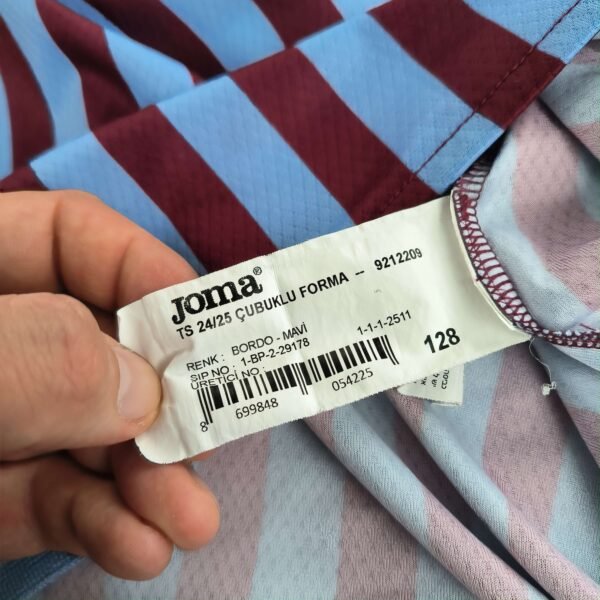 Joma®
TS 24/25 ÇUBUKLU FORMA -- 9212209
RENK : BORDO - MAVİ
SIP NO : 1-BP-2-29178
1-1-1-2511
ÜRETİCİ NO :
128
8 699848 054225